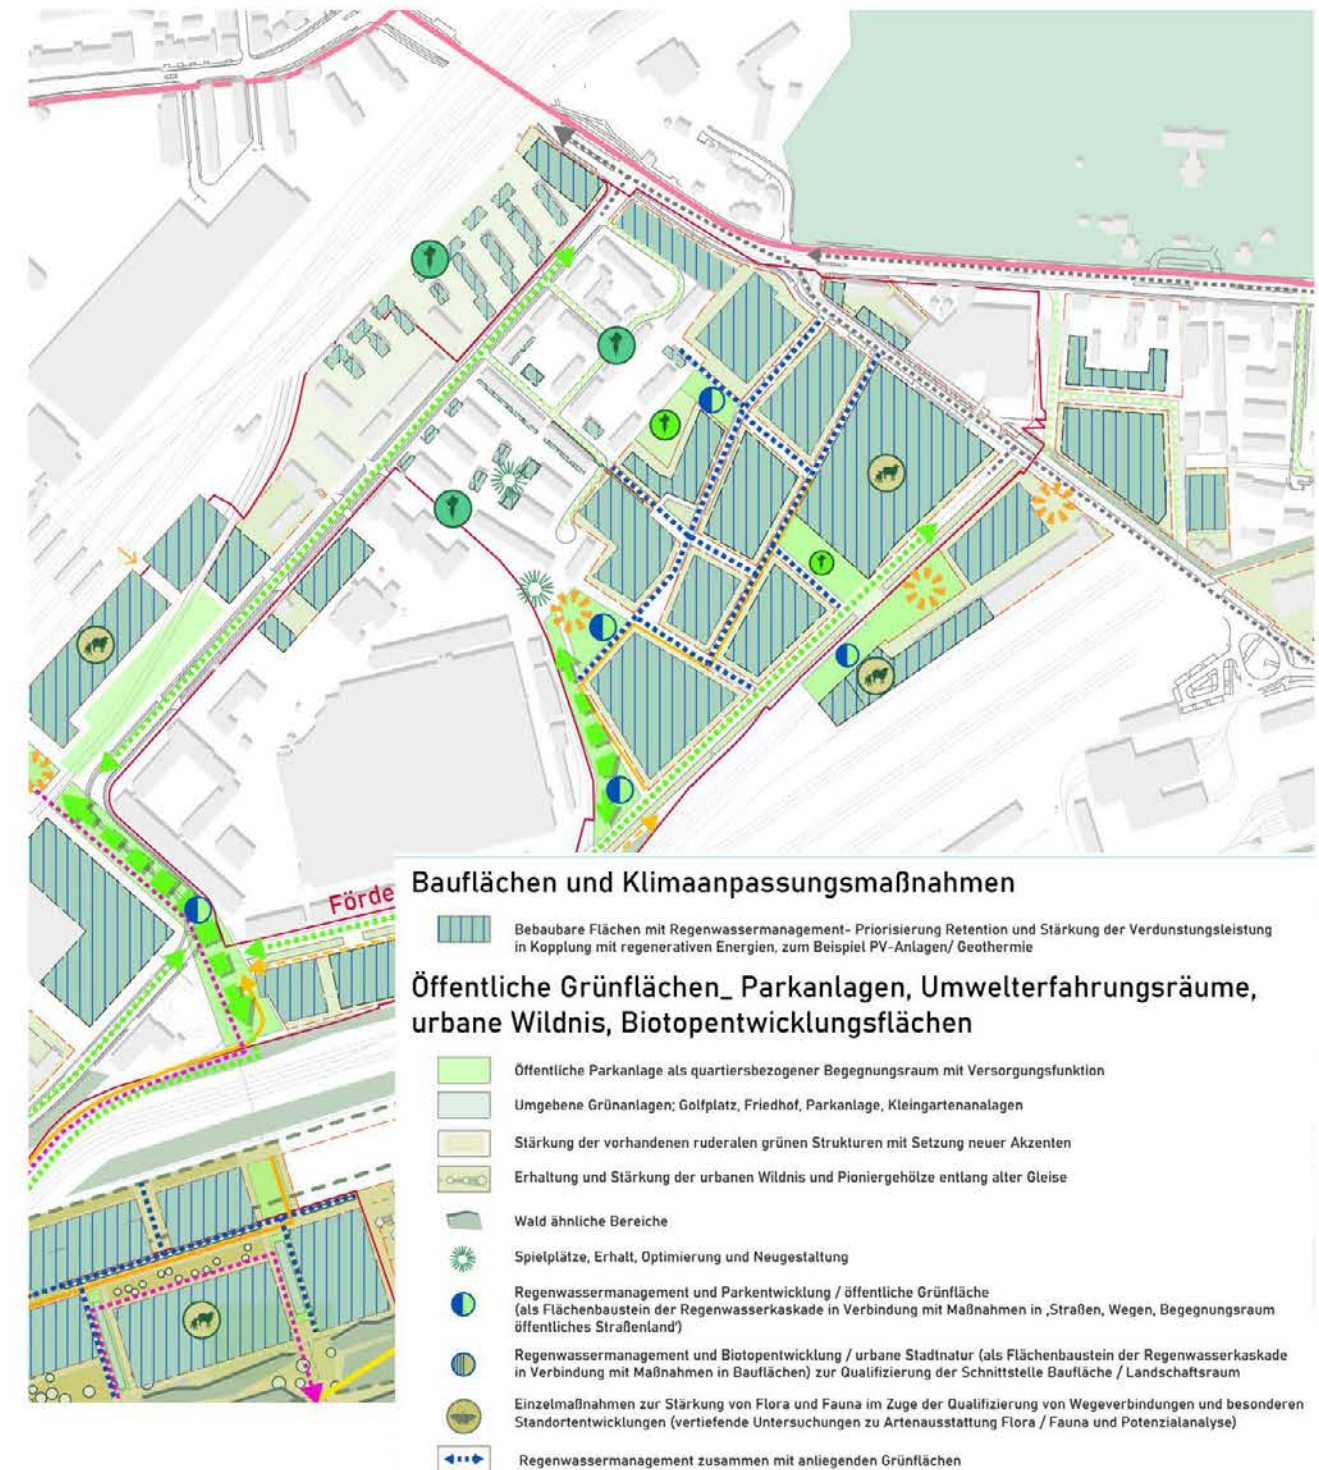 Förde
Bauflächen und Klimaanpassungsmaßnahmen
Bebaubare Flächen mit Regenwassermanagement- Priorisierung Retention und Stärkung der Verdunstungsleistung
in Kopplung mit regenerativen Energien, zum Beispiel PV-Anlagen/ Geothermie
Öffentliche Grünflächen_ Parkanlagen, Umwelterfahrungsräume,
urbane Wildnis, Biotopentwicklungsflächen
Öffentliche Parkanlage als quartiersbezogener Begegnungsraum mit Versorgungsfunktion
Umgebene Grünanlagen; Golfplatz, Friedhof, Parkanlage, Kleingartenanalagen
Stärkung der vorhandenen ruderalen grünen Strukturen mit Setzung neuer Akzenten
Erhaltung und Stärkung der urbanen Wildnis und Pioniergehölze entlang alter Gleise
Wald ähnliche Bereiche
Spielplätze, Erhalt, Optimierung und Neugestaltung
Regenwassermanagement und Parkentwicklung / öffentliche Grünfläche
(als Flächenbaustein der Regenwasserkaskade in Verbindung mit Maßnahmen in ‚Straßen, Wegen, Begegnungsraum
öffentliches Straßenland')
Regenwassermanagement und Biotopentwicklung / urbane Stadtnatur (als Flächenbaustein der Regenwasserkaskade
in Verbindung mit Maßnahmen in Bauflächen) zur Qualifizierung der Schnittstelle Baufläche / Landschaftsraum
Einzelmaßnahmen zur Stärkung von Flora und Fauna im Zuge der Qualifizierung von Wegeverbindungen und besonderen
Standortentwicklungen (vertiefende Untersuchungen zu Artenausstattung Flora / Fauna und Potenzialanalyse)
Regenwassermanagement zusammen mit anliegenden Grünflächen